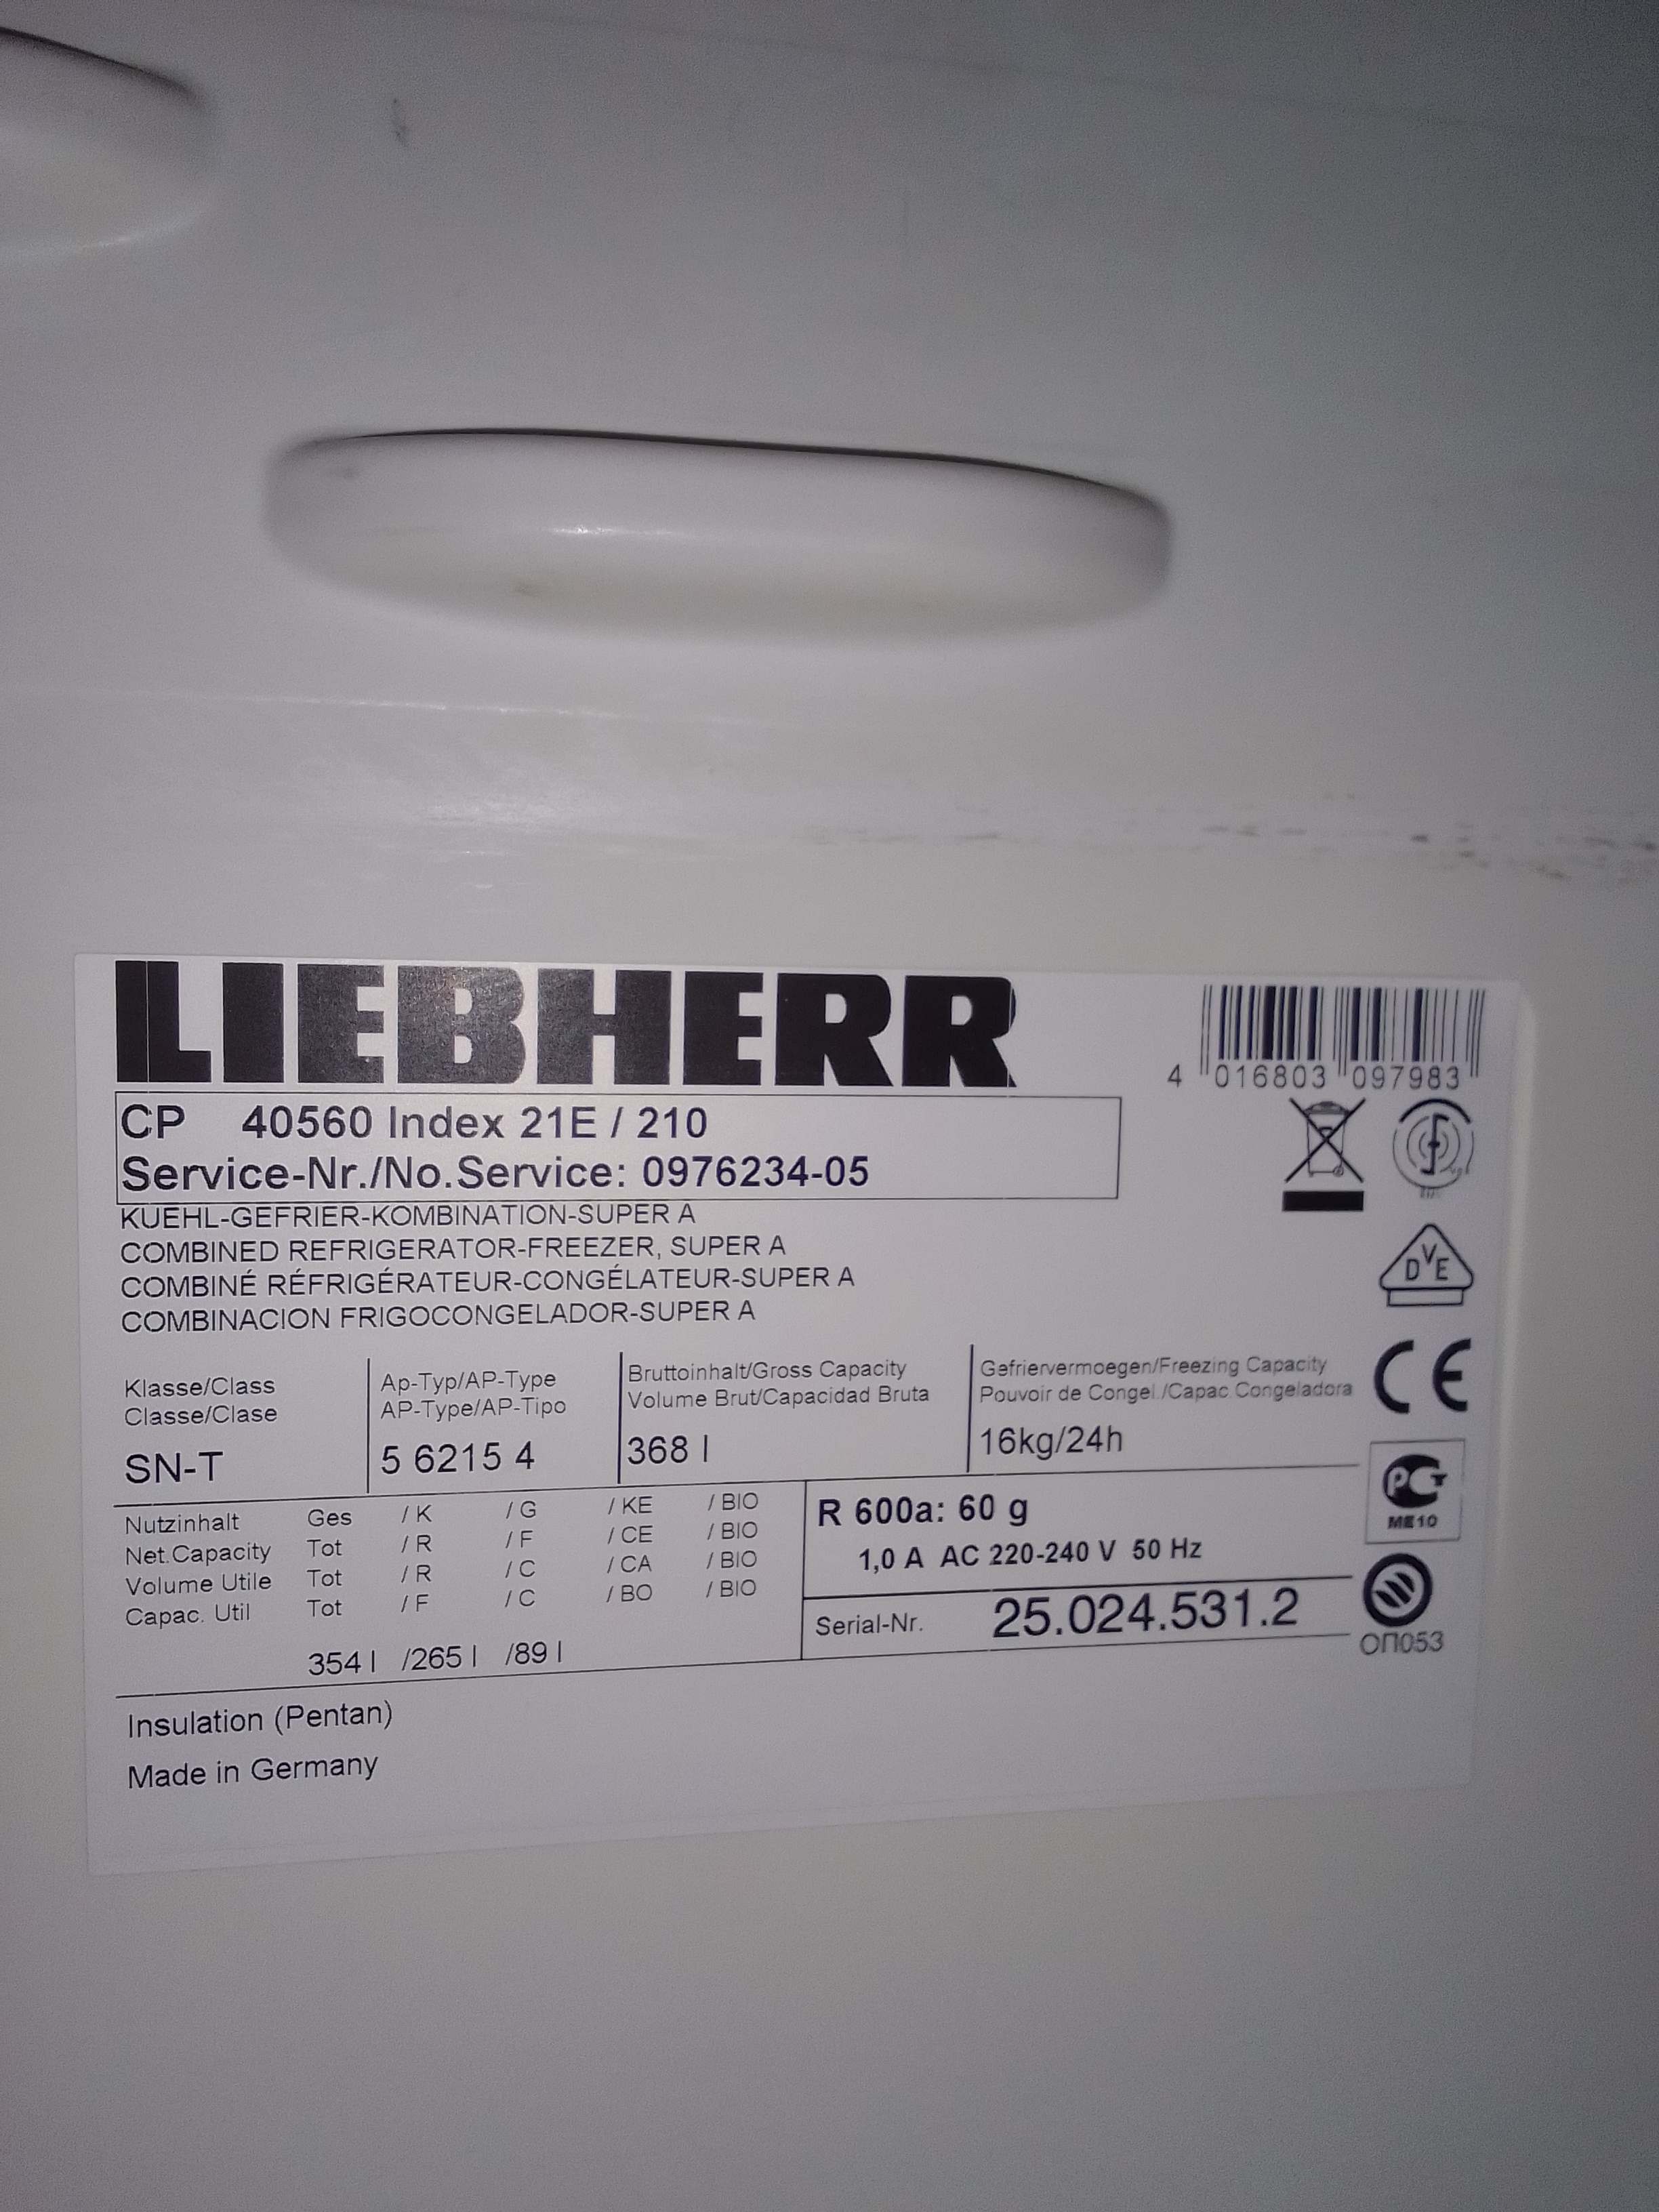 LIEBHERR
4 016803 097983
CP 40560 Index 21E / 210
Service-Nr./No.Service: 0976234-05
KUEHL-GEFRIER-KOMBINATION-SUPER A
COMBINED REFRIGERATOR-FREEZER, SUPER A
COMBINÉ RÉFRIGÉRATEUR-CONGÉLATEUR-SUPER A
COMBINACION FRIGOCONGELADOR-SUPER A
DVE
CE
Klasse/Class
Classe/Clase
SN-T
Ap-Typ/AP-Type
AP-Type/AP-Tipo
5 6215 4
Bruttoinhalt/Gross Capacity
Volume Brut/Capacidad Bruta
368 l
Gefriervermoegen/Freezing Capacity
Pouvoir de Congel./Capac Congeladora
16kg/24h
РСТ
ME10
Nutzinhalt Ges / K / G / KE / BIO
Net.Capacity Tot / R / F / CE / BIO
Volume Utile Tot / R / C / CA / BIO
Capac. Util Tot / F / C / BO / BIO
354 l /265 l /89 l
R 600a: 60 g
1,0 A AC 220-240 V 50 Hz
Serial-Nr. 25.024.531.2
ОП053
Insulation (Pentan)
Made in Germany